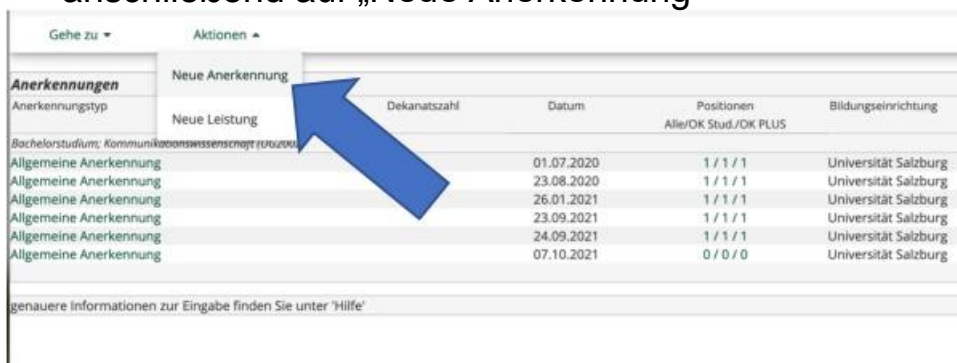 anschließend auf „Neue Anerkennung“
Gehe zu Aktionen
Neue Anerkennung
Neue Leistung
Anerkennungen
Anerkennungstyp Dekanatszahl Datum Positionen Bildungseinrichtung
Alle/OK Stud./OK PLUS
Bachelorstudium; Kommunikationswissenschaft
Allgemeine Anerkennung 01.07.2020 1 / 1 / 1 Universität Salzburg
Allgemeine Anerkennung 23.08.2020 1 / 1 / 1 Universität Salzburg
Allgemeine Anerkennung 26.01.2021 1 / 1 / 1 Universität Salzburg
Allgemeine Anerkennung 23.09.2021 1 / 1 / 1 Universität Salzburg
Allgemeine Anerkennung 24.09.2021 1 / 1 / 1 Universität Salzburg
Allgemeine Anerkennung 07.10.2021 0 / 0 / 0 Universität Salzburg
genauere Informationen zur Eingabe finden Sie unter 'Hilfe'